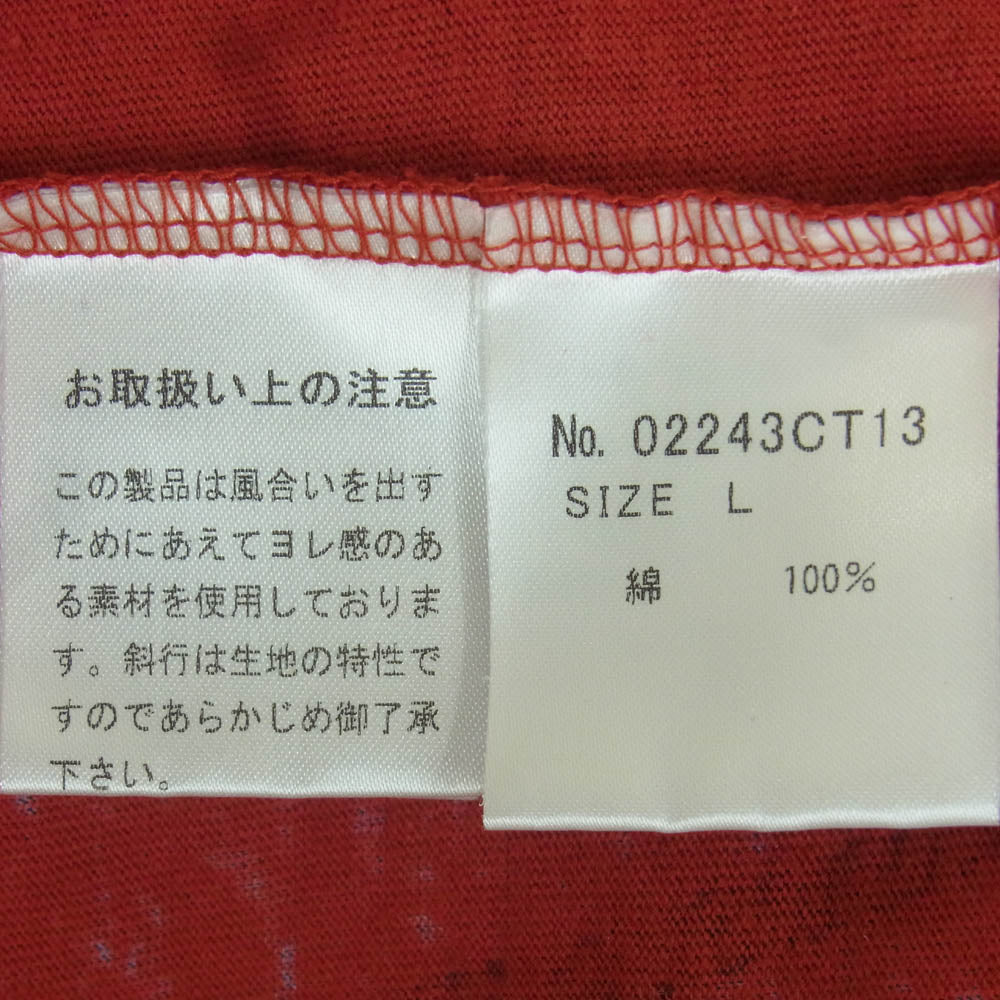 お取扱い上の注意
この製品は風合いを出す
ためにあえてヨレ感のあ
る素材を使用しておりま
す。斜行は生地の特性で
すのであらかじめ御了承
下さい。
No. 02243CT13
SIZE L
綿 100%